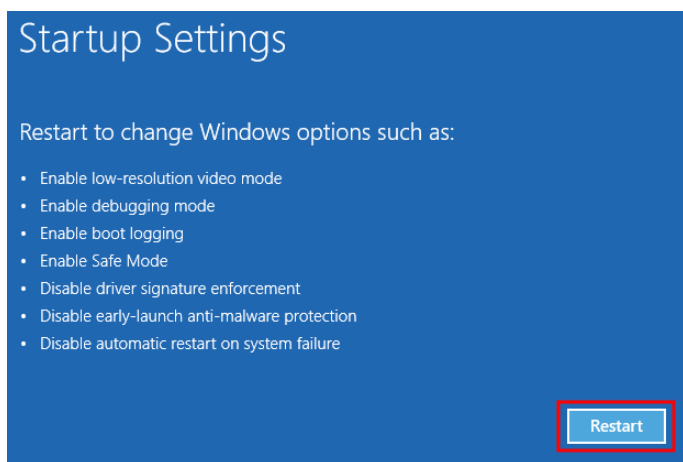 Startup Settings
Restart to change Windows options such as:
• Enable low-resolution video mode
• Enable debugging mode
• Enable boot logging
• Enable Safe Mode
• Disable driver signature enforcement
• Disable early-launch anti-malware protection
• Disable automatic restart on system failure
Restart